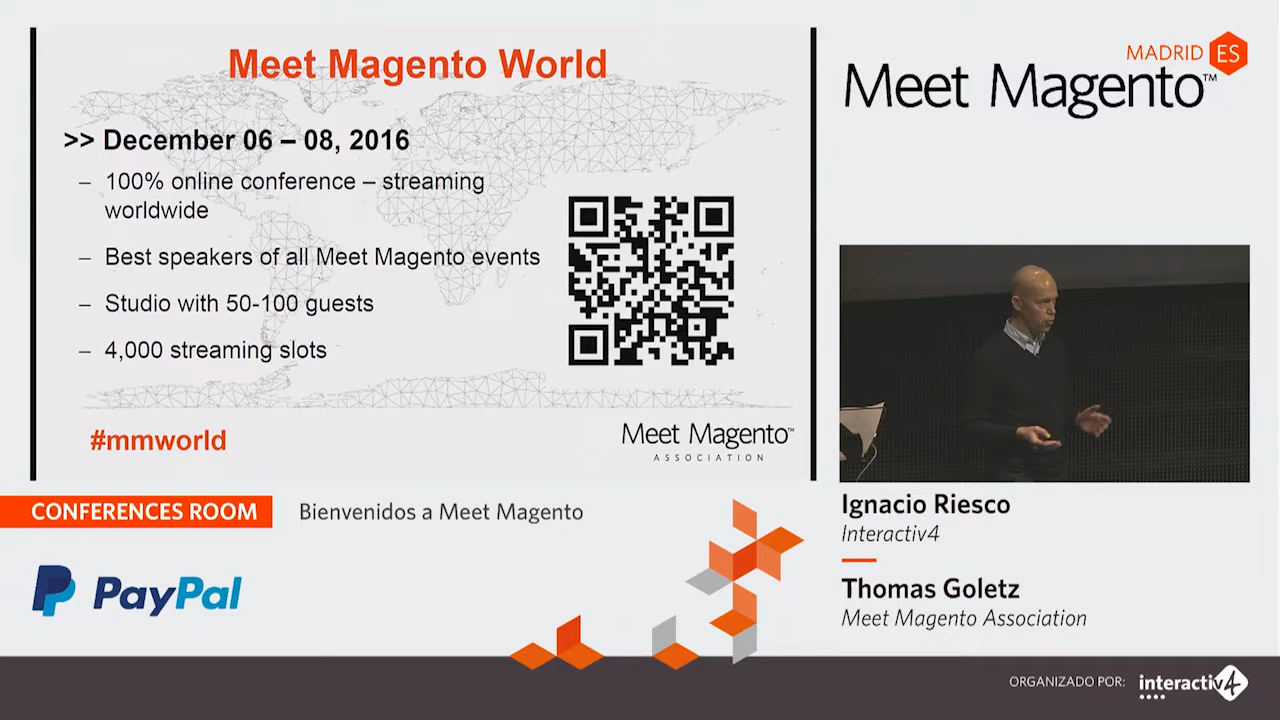 Meet Magento World
>> December 06 – 08, 2016
– 100% online conference – streaming
worldwide
– Best speakers of all Meet Magento events
– Studio with 50-100 guests
– 4,000 streaming slots
#mmworld
Meet Magento™
ASSOCIATION
MADRID ES
Meet Magento™
CONFERENCES ROOM
Bienvenidos a Meet Magento
PayPal
Ignacio Riesco
Interactiv4
Thomas Goletz
Meet Magento Association
ORGANIZADO POR: interactiv4